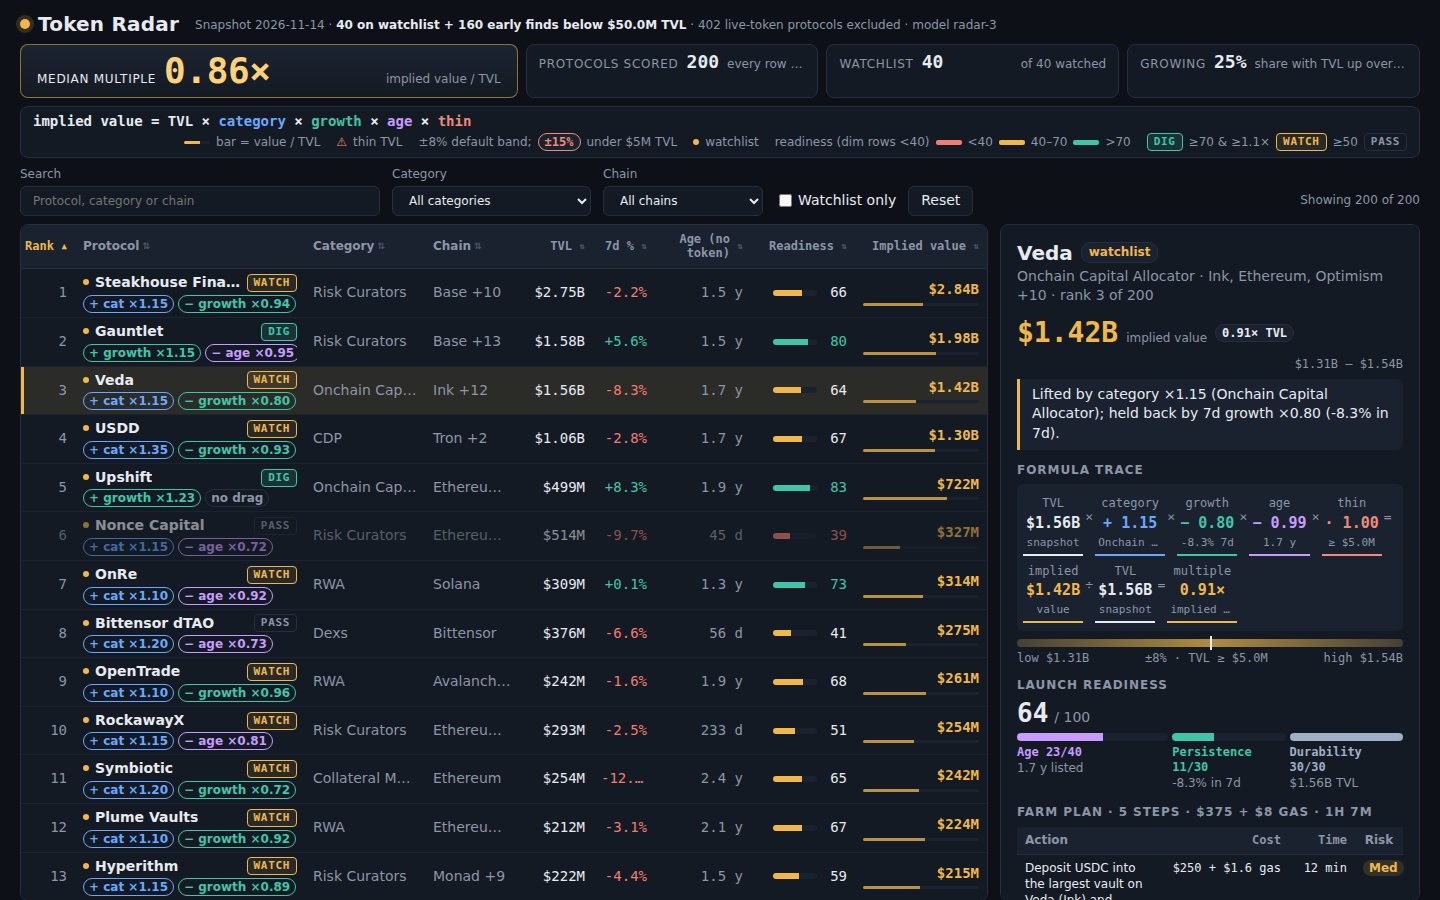 Token Radar Snapshot 2026-11-14 · 40 on watchlist + 160 early finds below $50.0M TVL · 402 live-token protocols excluded · model radar-3
MEDIAN MULTIPLE 0.86× implied value / TVL
PROTOCOLS SCORED 200 every row …
WATCHLIST 40 of 40 watched
GROWING 25% share with TVL up over…
implied value = TVL × category × growth × age × thin
bar = value / TVL ⚠ thin TVL ±8% default band; ±15% under $5M TVL watchlist readiness (dim rows <40) <40 40–70 >70 DIG ≥70 & ≥1.1× WATCH ≥50 PASS
Search Category Chain
Protocol, category or chain All categories All chains Watchlist only Reset Showing 200 of 200
Rank ▲ Protocol ⇅ Category ⇅ Chain ⇅ TVL ⇅ 7d % ⇅ Age (no token) ⇅ Readiness ⇅ Implied value ⇅
1 Steakhouse Fina… WATCH Risk Curators Base +10 $2.75B -2.2% 1.5 y 66 $2.84B
+ cat ×1.15 − growth ×0.94
2 Gauntlet DIG Risk Curators Base +13 $1.58B +5.6% 1.5 y 80 $1.98B
+ growth ×1.15 − age ×0.95
3 Veda WATCH Onchain Cap… Ink +12 $1.56B -8.3% 1.7 y 64 $1.42B
+ cat ×1.15 − growth ×0.80
4 USDD WATCH CDP Tron +2 $1.06B -2.8% 1.7 y 67 $1.30B
+ cat ×1.35 − growth ×0.93
5 Upshift DIG Onchain Cap… Ethereu… $499M +8.3% 1.9 y 83 $722M
+ growth ×1.23 no drag
6 Nonce Capital PASS Risk Curators Ethereu… $514M -9.7% 45 d 39 $327M
+ cat ×1.15 − age ×0.72
7 OnRe WATCH RWA Solana $309M +0.1% 1.3 y 73 $314M
+ cat ×1.10 − age ×0.92
8 Bittensor dTAO PASS Dexs Bittensor $376M -6.6% 56 d 41 $275M
+ cat ×1.20 − age ×0.73
9 OpenTrade WATCH RWA Avalanch… $242M -1.6% 1.9 y 68 $261M
+ cat ×1.10 − growth ×0.96
10 RockawayX WATCH Risk Curators Ethereu… $293M -2.5% 233 d 51 $254M
+ cat ×1.15 − age ×0.81
11 Symbiotic WATCH Collateral M… Ethereum $254M -12.… 2.4 y 65 $242M
+ cat ×1.20 − growth ×0.72
12 Plume Vaults WATCH RWA Ethereu… $212M -3.1% 2.1 y 67 $224M
+ cat ×1.10 − growth ×0.92
13 Hyperithm WATCH Risk Curators Monad +9 $222M -4.4% 1.5 y 59 $215M
+ cat ×1.15 − growth ×0.89
Veda watchlist
Onchain Capital Allocator · Ink, Ethereum, Optimism
+10 · rank 3 of 200
$1.42B implied value 0.91× TVL
$1.31B — $1.54B
Lifted by category ×1.15 (Onchain Capital
Allocator); held back by 7d growth ×0.80 (-8.3% in
7d).
FORMULA TRACE
TVL category growth age thin
$1.56B × + 1.15 × − 0.80 × − 0.99 × · 1.00 =
snapshot Onchain … -8.3% 7d 1.7 y ≥ $5.0M
implied TVL multiple
$1.42B ÷ $1.56B = 0.91×
value snapshot implied …
low $1.31B ±8% · TVL ≥ $5.0M high $1.54B
LAUNCH READINESS
64 / 100
Age 23/40 Persistence 11/30 Durability 30/30
1.7 y listed -8.3% in 7d $1.56B TVL
FARM PLAN · 5 STEPS · $375 + $8 GAS · 1H 7M
Action Cost Time Risk
Deposit USDC into $250 + $1.6 gas 12 min Med
the largest vault on
Veda (Ink) and